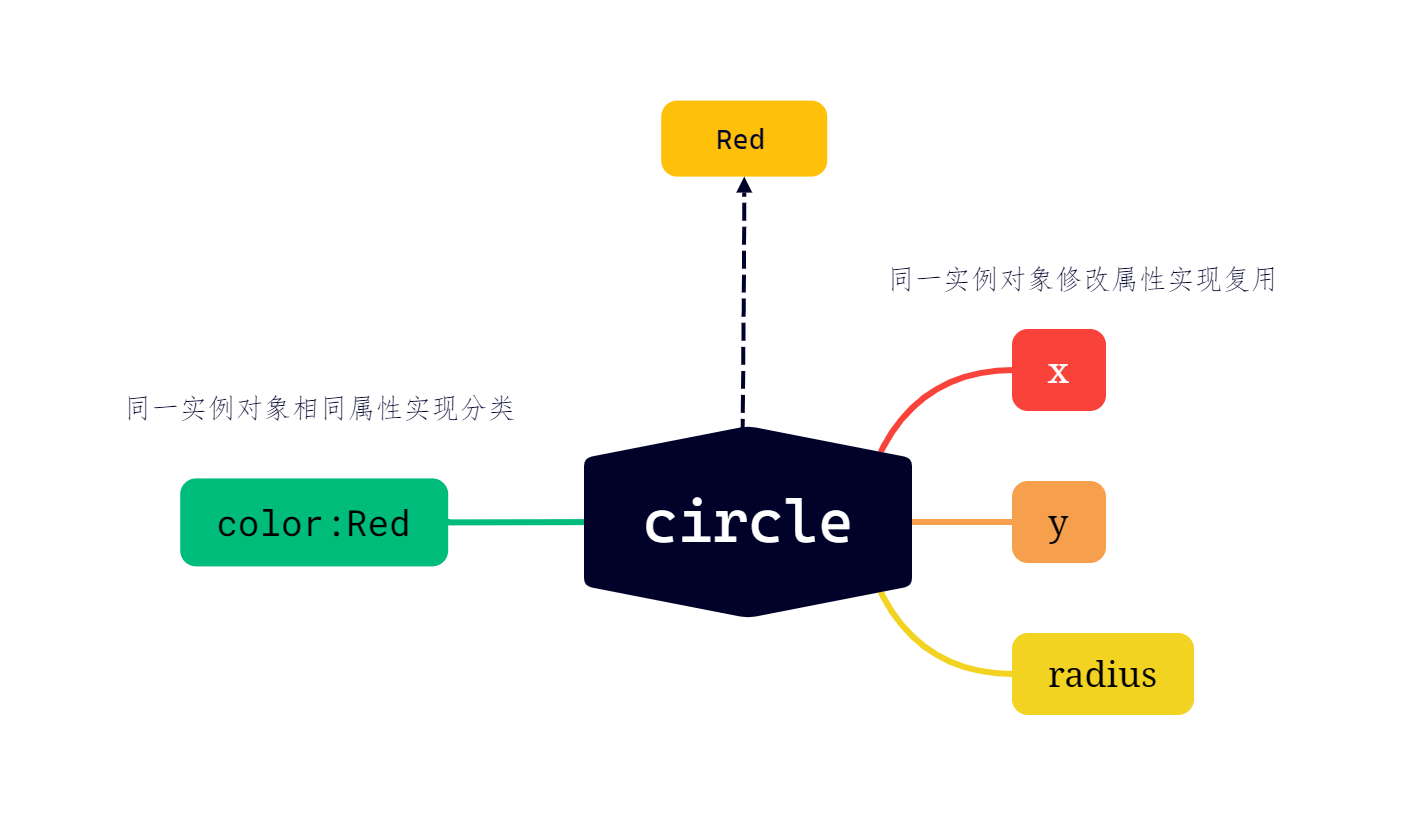 Red
同一实例对象修改属性实现复用
x
同一实例对象相同属性实现分类
color:Red
circle
y
radius